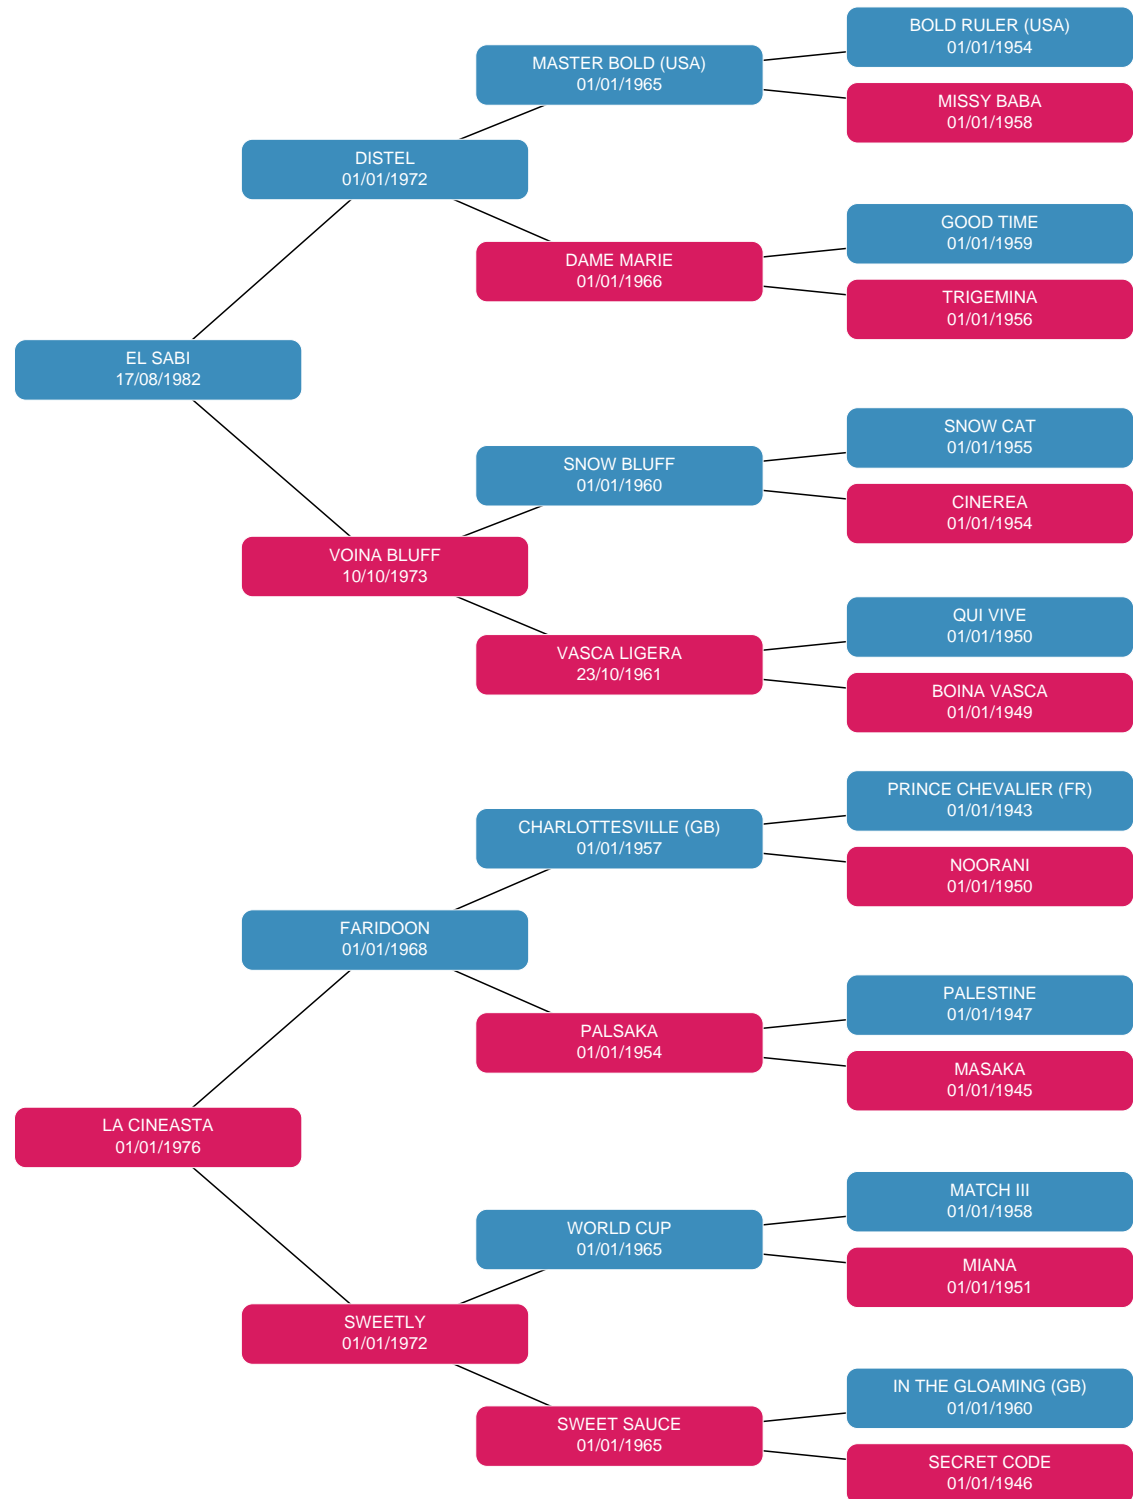 BOLD RULER (USA)
01/01/1954
MASTER BOLD (USA)
01/01/1965
MISSY BABA
01/01/1958
DISTEL
01/01/1972
GOOD TIME
01/01/1959
DAME MARIE
01/01/1966
TRIGEMINA
01/01/1956
EL SABI
17/08/1982
SNOW CAT
01/01/1955
SNOW BLUFF
01/01/1960
CINEREA
01/01/1954
VOINA BLUFF
10/10/1973
QUI VIVE
01/01/1950
VASCA LIGERA
23/10/1961
BOINA VASCA
01/01/1949
PRINCE CHEVALIER (FR)
01/01/1943
CHARLOTTESVILLE (GB)
01/01/1957
NOORANI
01/01/1950
FARIDOON
01/01/1968
PALESTINE
01/01/1947
PALSAKA
01/01/1954
MASAKA
01/01/1945
LA CINEASTA
01/01/1976
MATCH III
01/01/1958
WORLD CUP
01/01/1965
MIANA
01/01/1951
SWEETLY
01/01/1972
IN THE GLOAMING (GB)
01/01/1960
SWEET SAUCE
01/01/1965
SECRET CODE
01/01/1946